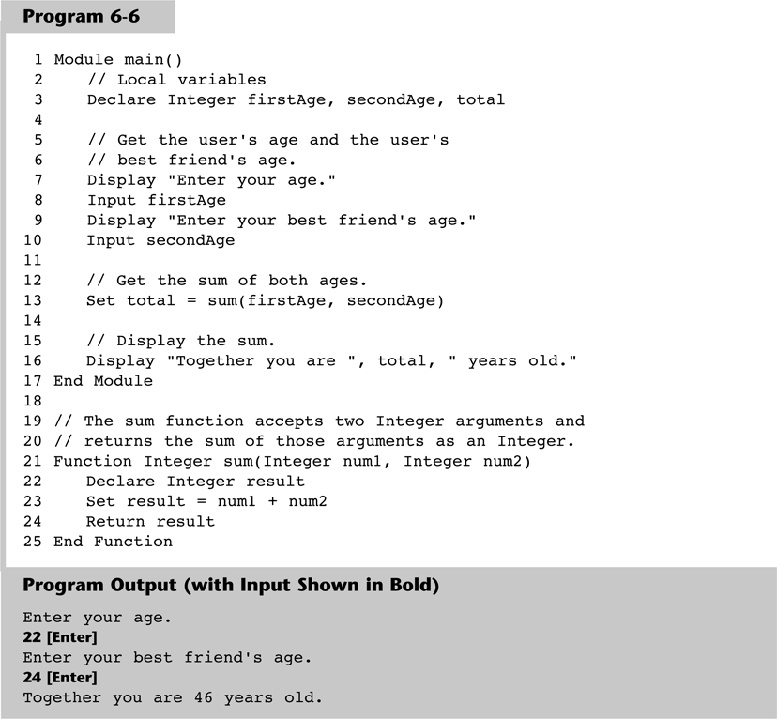 Program 6-6
1 Module main()
2     // Local variables
3     Declare Integer firstAge, secondAge, total
4
5     // Get the user's age and the user's
6     // best friend's age.
7     Display "Enter your age."
8     Input firstAge
9     Display "Enter your best friend's age."
10     Input secondAge
11
12     // Get the sum of both ages.
13     Set total = sum(firstAge, secondAge)
14
15     // Display the sum.
16     Display "Together you are ", total, " years old."
17 End Module
18
19 // The sum function accepts two Integer arguments and
20 // returns the sum of those arguments as an Integer.
21 Function Integer sum(Integer num1, Integer num2)
22     Declare Integer result
23     Set result = num1 + num2
24     Return result
25 End Function
Program Output (with Input Shown in Bold)
Enter your age.
22 [Enter]
Enter your best friend's age.
24 [Enter]
Together you are 46 years old.